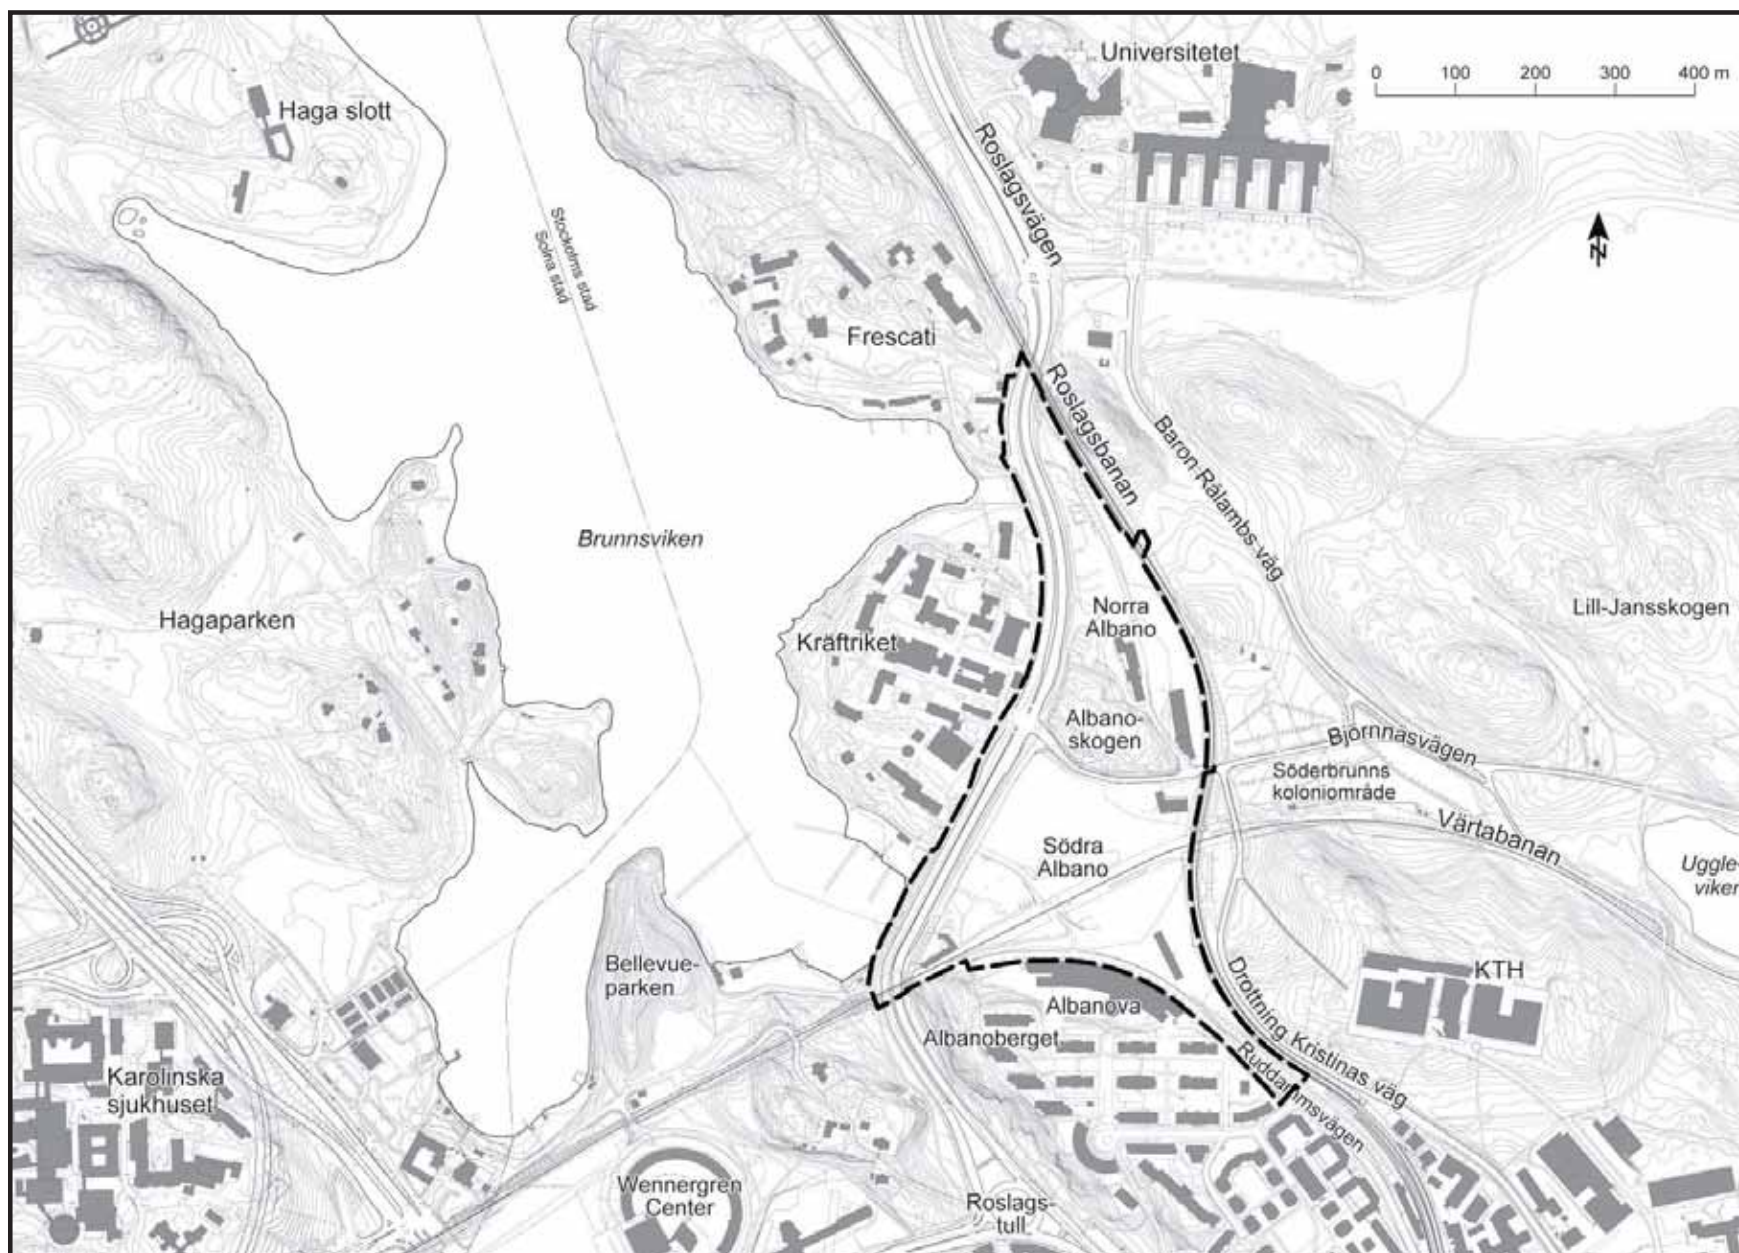 Universitetet
0 100 200 300 400 m
Haga slott
Roslagsvägen
Stockolms stad
Solna stad
N
Frescati
Roslagsbanan
Baron Rålambs väg
Brunnsviken
Norra
Albano
Lill-Jansskogen
Hagaparken
Kräftriket
Albano-
skogen
Björnnäsvägen
Söderbrunns
koloniområde
Södra
Albano
Värtabanan
Uggle-
viken
Bellevue-
parken
KTH
Albanova
Drottning Kristinas väg
Albanoberget
Ruddammsvägen
Karolinska
sjukhuset
Wennergren
Center
Roslags-
tull